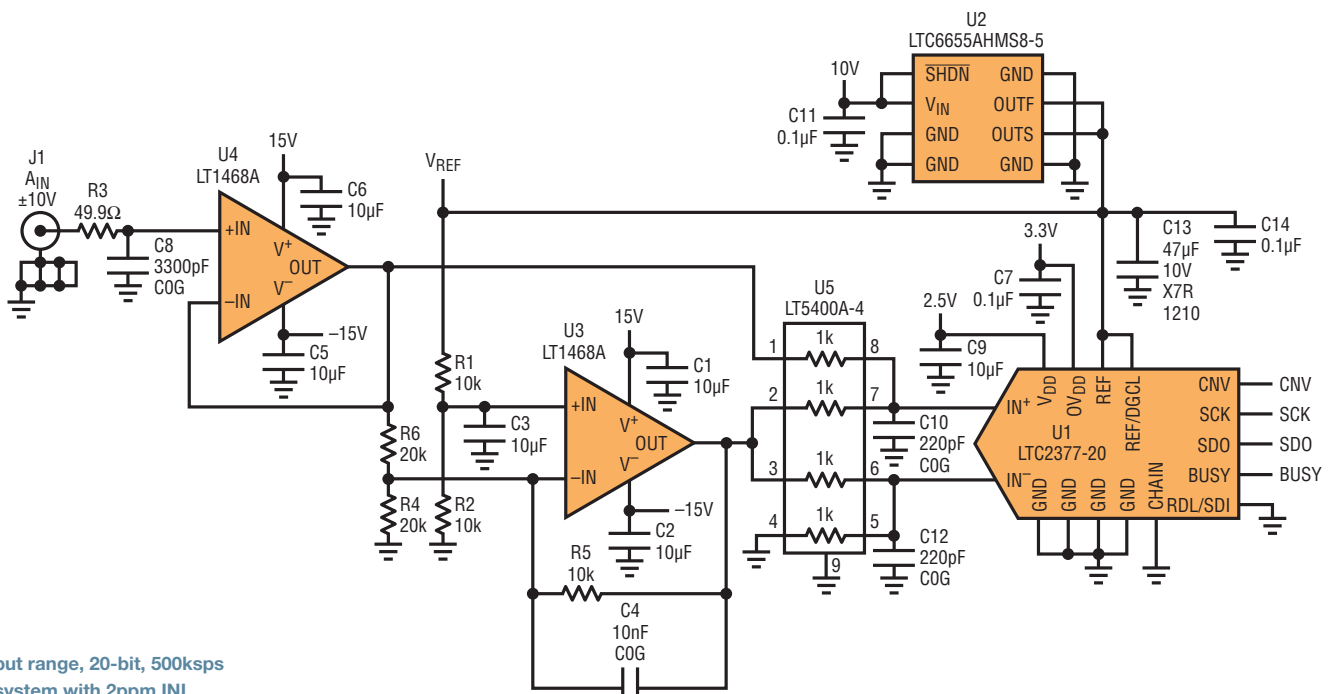 U2
LTC6655AHMS8-5
SHDN
GND
VIN
OUTF
GND
OUTS
GND
GND
10V
C11
0.1µF
J1
AIN
±10V
R3
49.9Ω
C8
3300pF
C0G
U4
LT1468A
15V
+IN
V+
OUT
V–
–IN
C6
10µF
–15V
C5
10µF
VREF
R1
10k
R6
20k
R4
20k
R2
10k
C3
10µF
U3
LT1468A
15V
+IN
V+
OUT
V–
–IN
C1
10µF
–15V
C2
10µF
R5
10k
C4
10nF
C0G
U5
LT5400A-4
1k
1
8
1k
2
7
1k
3
6
1k
4
5
9
C10
220pF
C0G
C12
220pF
C0G
3.3V
C7
0.1µF
2.5V
C9
10µF
C13
47µF
10V
X7R
1210
C14
0.1µF
VDD
OVDD
REF
REF/DGCL
IN+
IN–
U1
LTC2377-20
GND
GND
GND
GND
CHAIN
CNV
SCK
SDO
BUSY
RDL/SDI
CNV
SCK
SDO
BUSY
put range, 20-bit, 500ksps